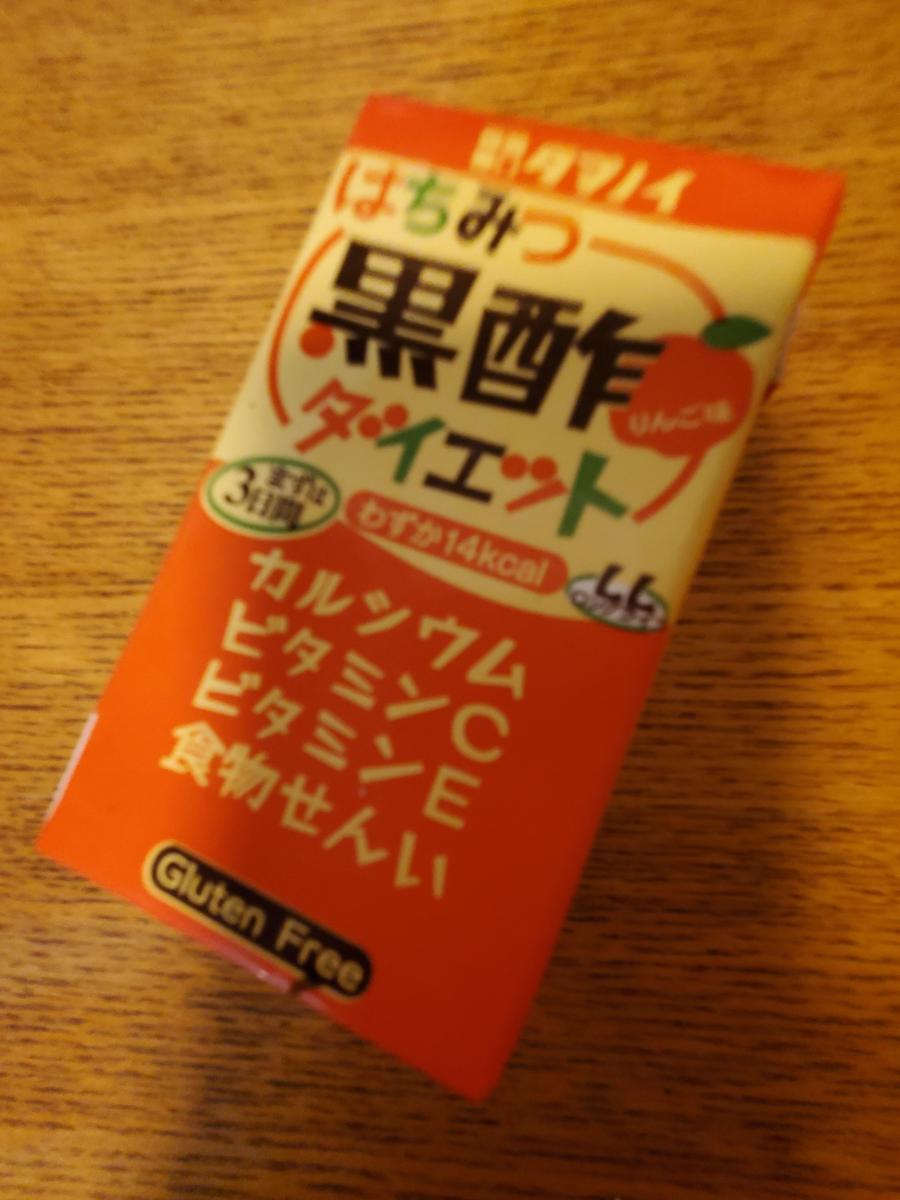 タマノイ
はちみつ
黒酢
りんご味
ダイエット
まずは
3日間
わずか14kcal
カルシウム
ビタミンC
ビタミンE
食物せんい
Gluten Free